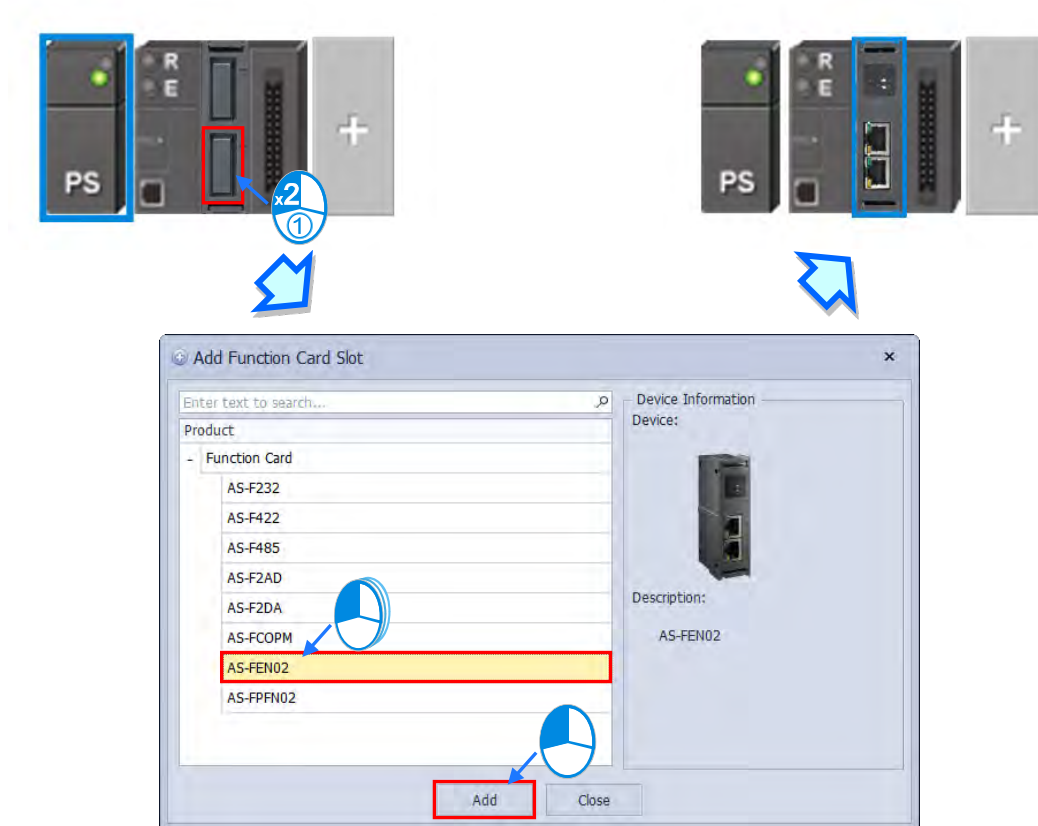 R
E
PS
+
x2
①
R
E
PS
+
Add Function Card Slot
×
Enter text to search...
Product
- Function Card
AS-F232
AS-F422
AS-F485
AS-F2AD
AS-F2DA
AS-FCOPM
AS-FEN02
AS-FPFN02
Device Information
Device:
Description:
AS-FEN02
Add
Close